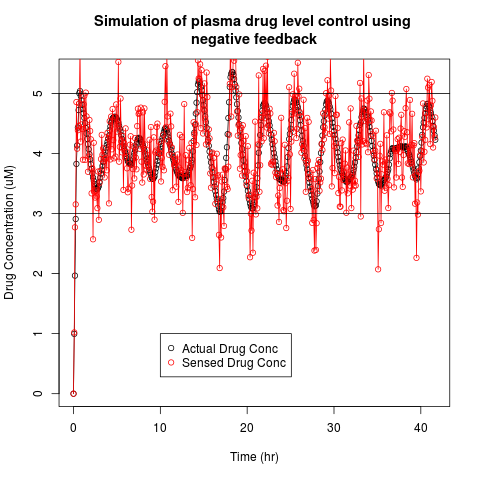 Simulation of plasma drug level control using
negative feedback
Drug Concentration (uM)
5
4
3
2
1
0
Actual Drug Conc
Sensed Drug Conc
0 10 20 30 40
Time (hr)